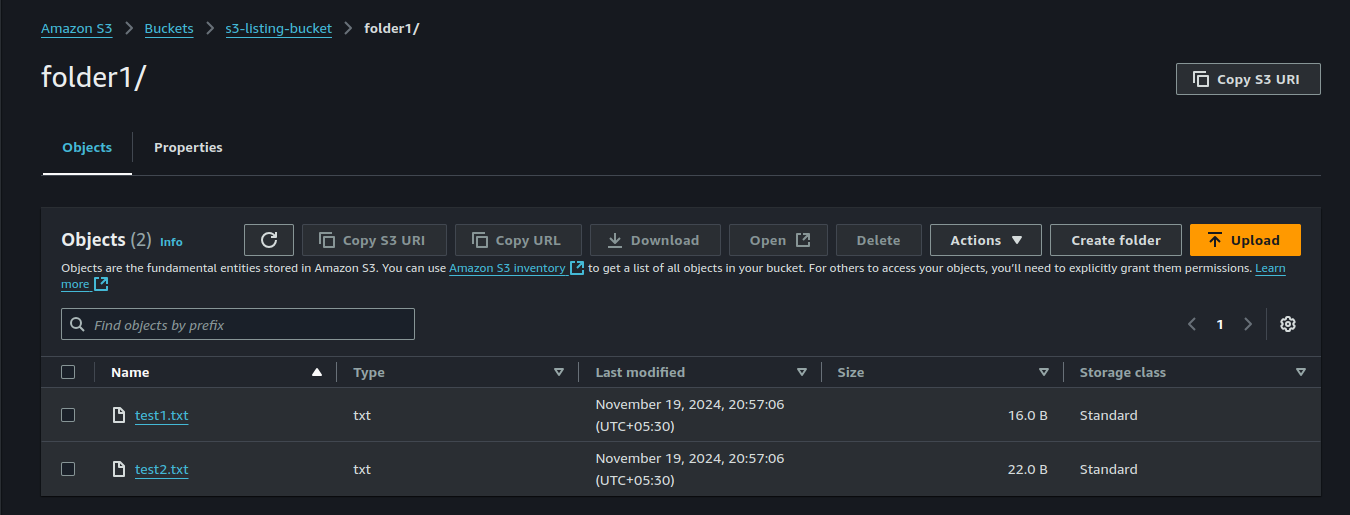 Amazon S3 > Buckets > s3-listing-bucket > folder1/
folder1/
Copy S3 URI
Objects Properties
Objects (2) Info Copy S3 URI Copy URL Download Open Delete Actions Create folder Upload
Objects are the fundamental entities stored in Amazon S3. You can use Amazon S3 inventory to get a list of all objects in your bucket. For others to access your objects, you’ll need to explicitly grant them permissions. Learn
more
Find objects by prefix 1
Name Type Last modified Size Storage class
test1.txt txt November 19, 2024, 20:57:06 (UTC+05:30) 16.0 B Standard
test2.txt txt November 19, 2024, 20:57:06 (UTC+05:30) 22.0 B Standard